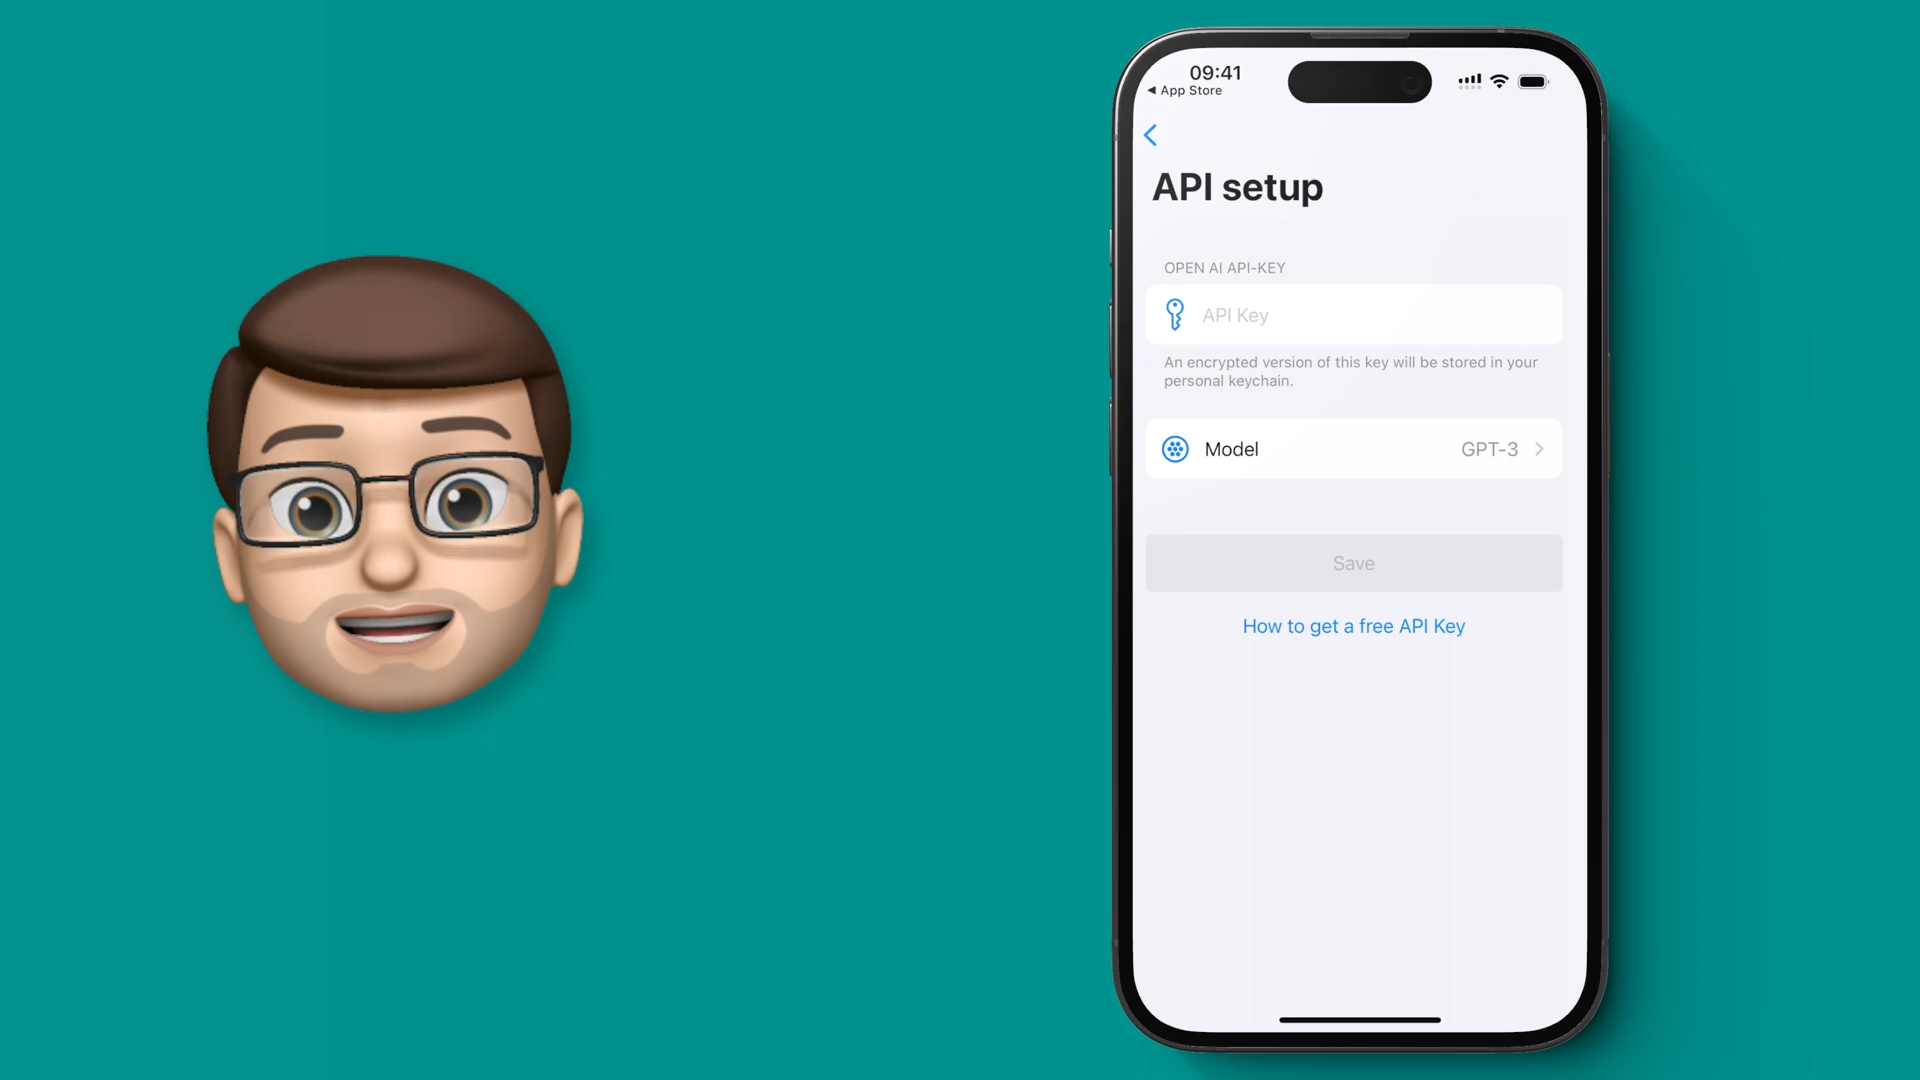 09:41
◀ App Store
API setup
OPEN AI API-KEY
API Key
An encrypted version of this key will be stored in your
personal keychain.
Model GPT-3
Save
How to get a free API Key